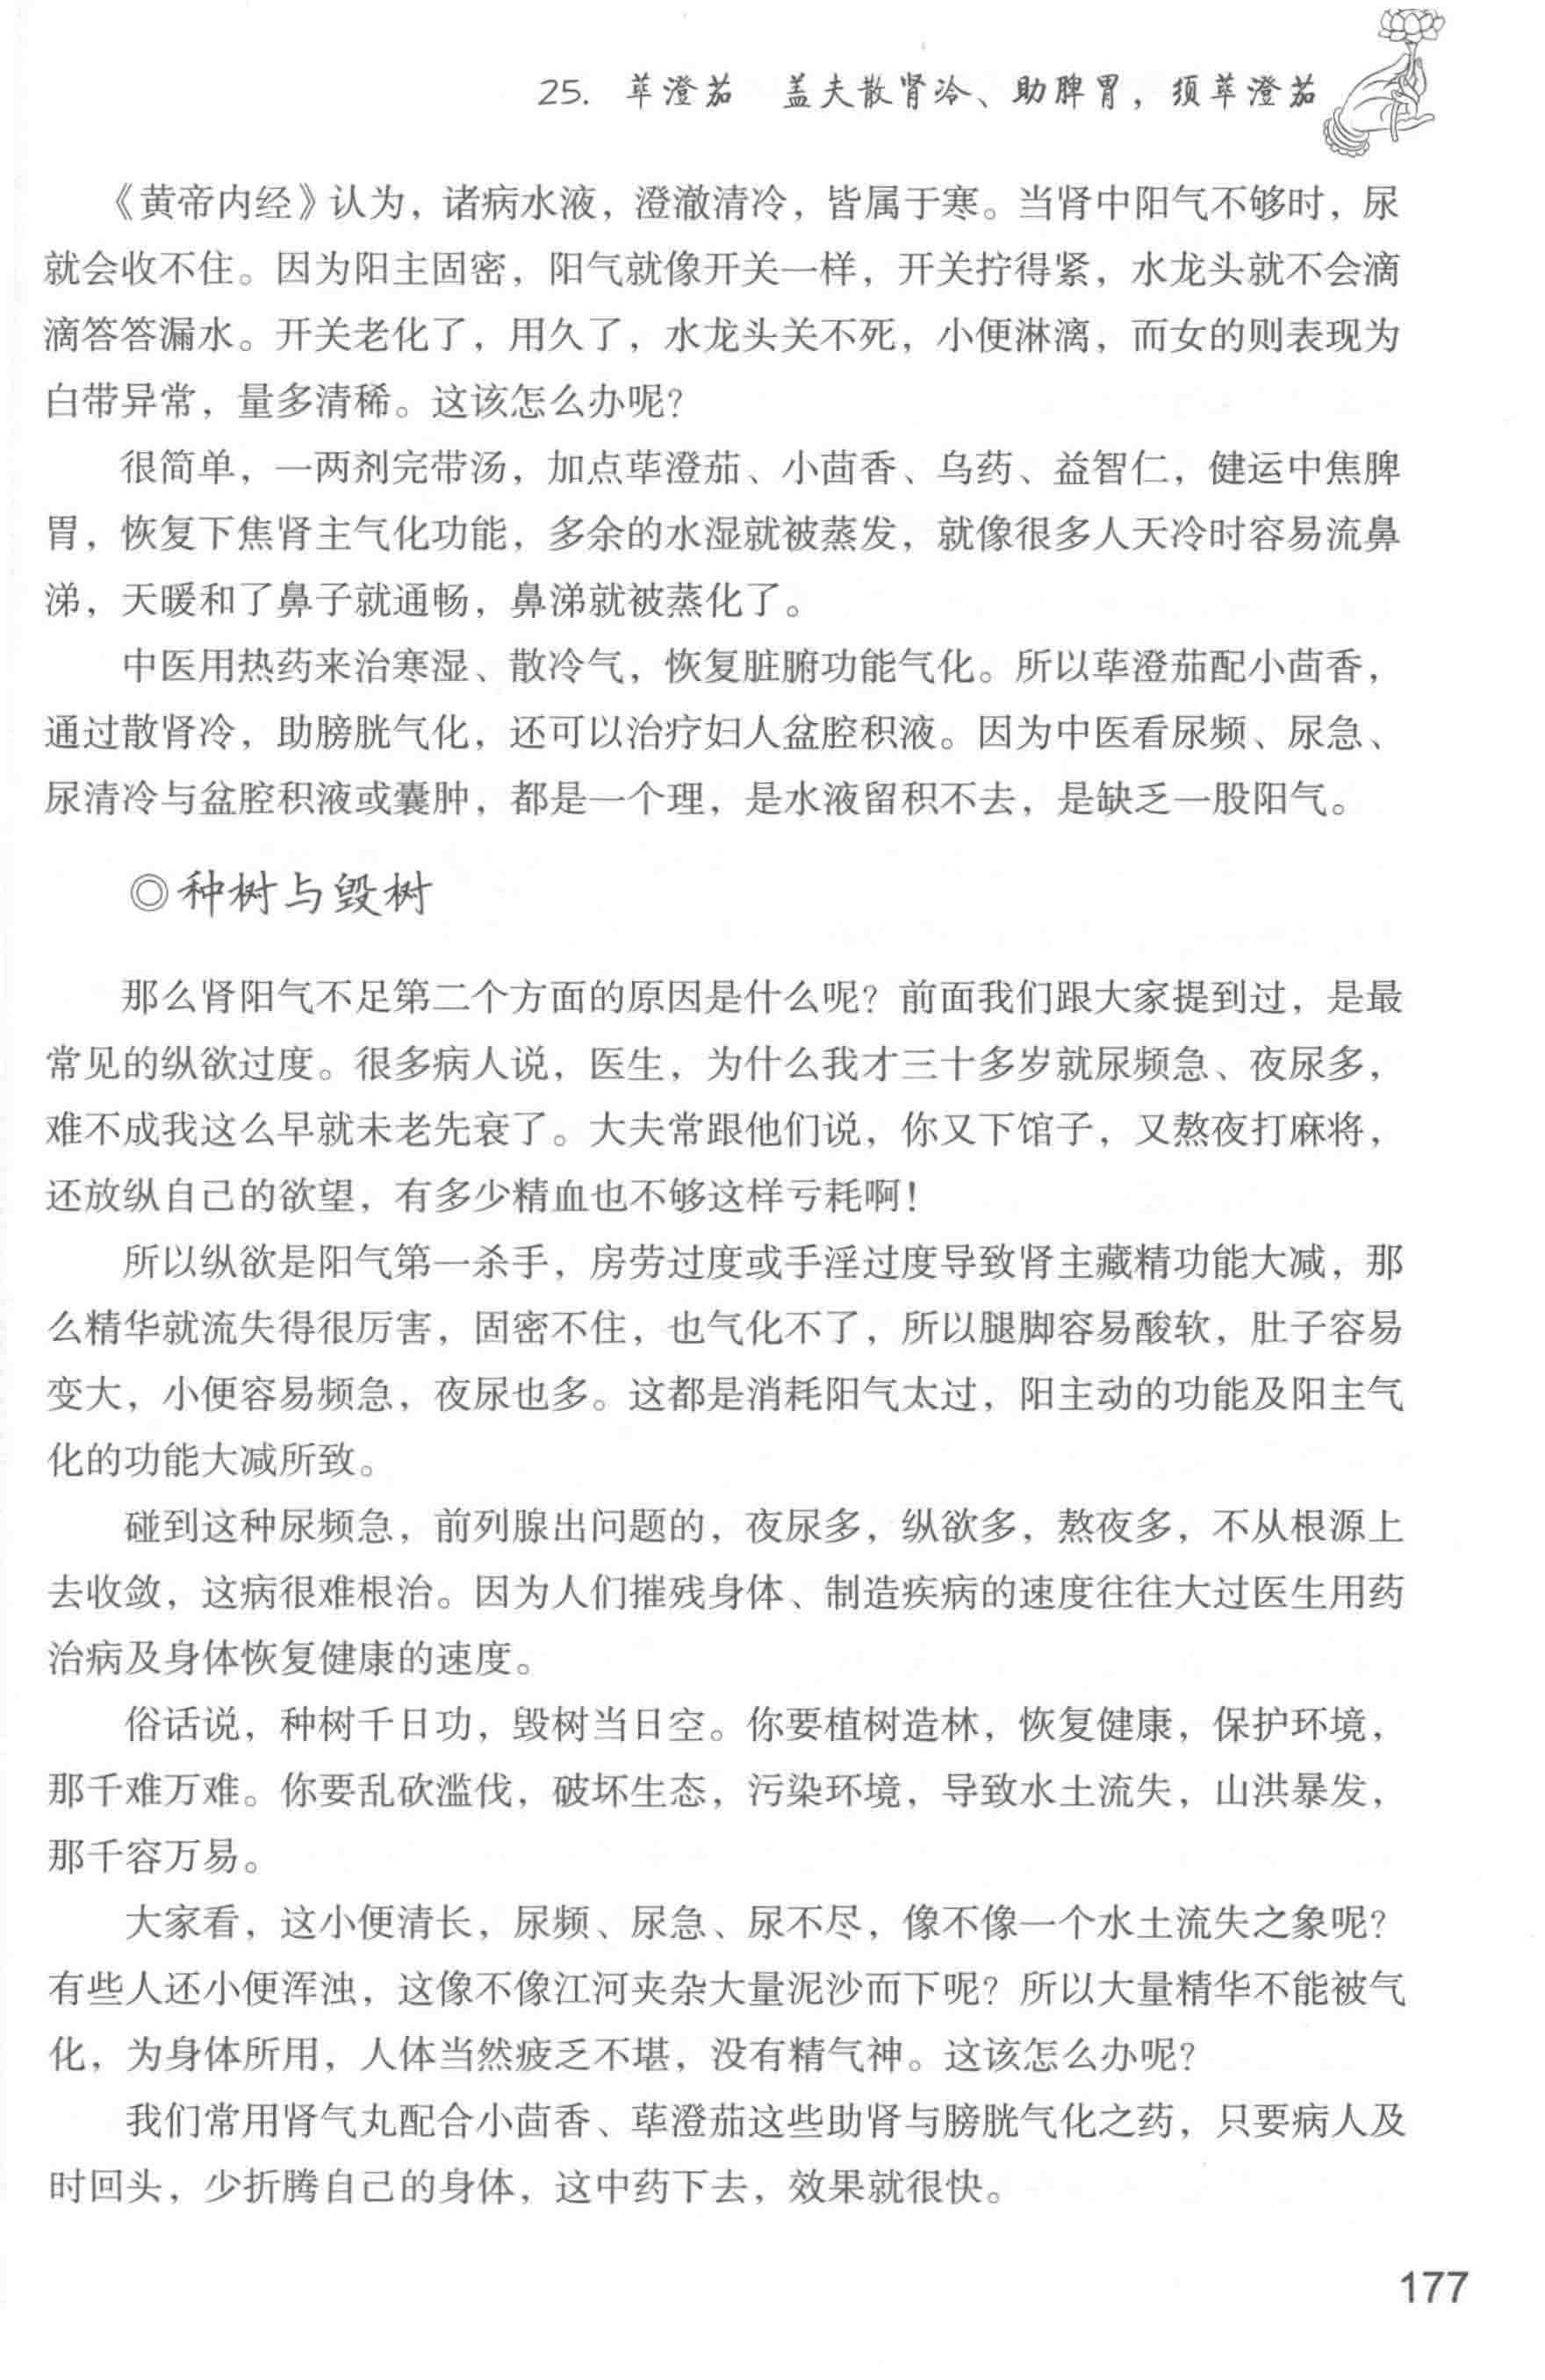 25. 荜澄茄 盖夫散肾冷、助脾胃，须荜澄茄
《黄帝内经》认为，诸病水液，澄澈清冷，皆属于寒。当肾中阳气不够时，尿
就会收不住。因为阳主固密，阳气就像开关一样，开关拧得紧，水龙头就不会滴
滴答答漏水。开关老化了，用久了，水龙头关不死，小便淋漓，而女的则表现为
白带异常，量多清稀。这该怎么办呢？
很简单，一两剂完带汤，加点荜澄茄、小茴香、乌药、益智仁，健运中焦脾
胃，恢复下焦肾主气化功能，多余的水湿就被蒸发，就像很多人天冷时容易流鼻
涕，天暖和了鼻子就通畅，鼻涕就被蒸化了。
中医用热药来治寒湿、散冷气，恢复脏腑功能气化。所以荜澄茄配小茴香，
通过散肾冷，助膀胱气化，还可以治疗妇人盆腔积液。因为中医看尿频、尿急、
尿清冷与盆腔积液或囊肿，都是一个理，是水液留积不去，是缺乏一股阳气。
◎种树与毁树
那么肾阳气不足第二个方面的原因是什么呢？前面我们跟大家提到过，是最
常见的纵欲过度。很多病人说，医生，为什么我才三十多岁就尿频急、夜尿多，
难不成我这么早就未老先衰了。大夫常跟他们说，你又下馆子，又熬夜打麻将，
还放纵自己的欲望，有多少精血也不够这样亏耗啊！
所以纵欲是阳气第一杀手，房劳过度或手淫过度导致肾主藏精功能大减，那
么精华就流失得很厉害，固密不住，也气化不了，所以腿脚容易酸软，肚子容易
变大，小便容易频急，夜尿也多。这都是消耗阳气太过，阳主动的功能及阳主气
化的功能大减所致。
碰到这种尿频急，前列腺出问题的，夜尿多，纵欲多，熬夜多，不从根源上
去收敛，这病很难根治。因为人们摧残身体、制造疾病的速度往往大过医生用药
治病及身体恢复健康的速度。
俗话说，种树千日功，毁树当日空。你要植树造林，恢复健康，保护环境，
那千难万难。你要乱砍滥伐，破坏生态，污染环境，导致水土流失，山洪暴发，
那千容万易。
大家看，这小便清长，尿频、尿急、尿不尽，像不像一个水土流失之象呢？
有些人还小便浑浊，这像不像江河夹杂大量泥沙而下呢？所以大量精华不能被气
化，为身体所用，人体当然疲乏不堪，没有精气神。这该怎么办呢？
我们常用肾气丸配合小茴香、荜澄茄这些助肾与膀胱气化之药，只要病人及
时回头，少折腾自己的身体，这中药下去，效果就很快。
177